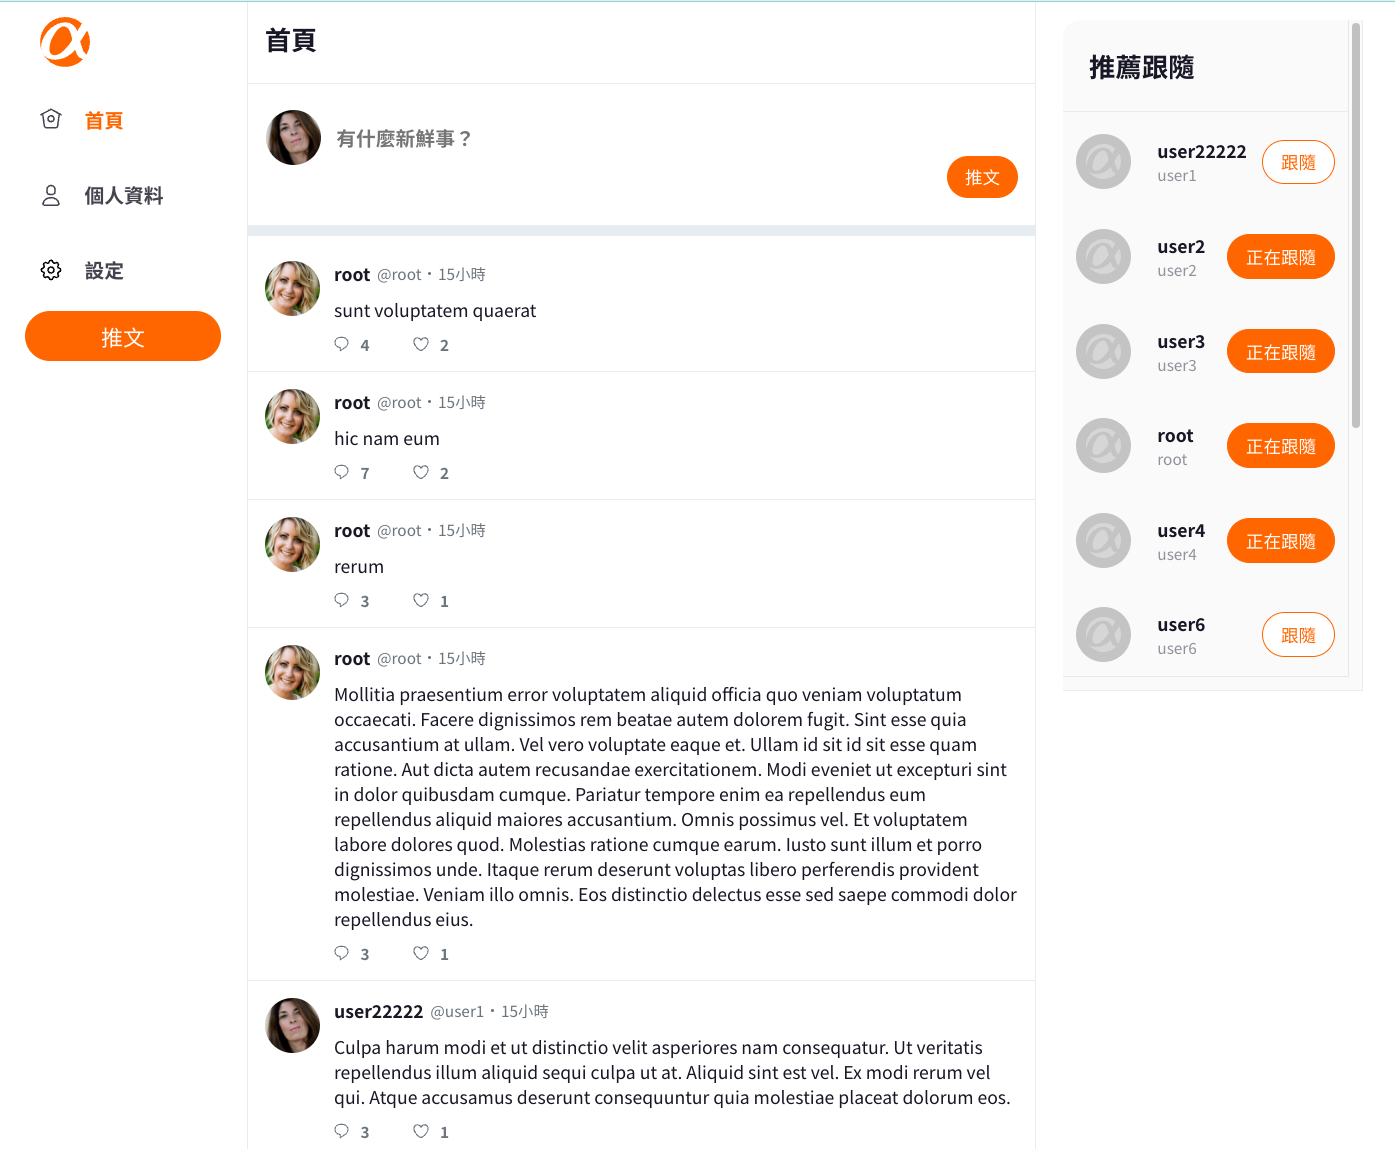 首頁
個人資料
設定
推文
首頁
有什麼新鮮事？
推文
root @root・15小時
sunt voluptatem quaerat
4 2
root @root・15小時
hic nam eum
7 2
root @root・15小時
rerum
3 1
root @root・15小時
Mollitia praesentium error voluptatem aliquid officia quo veniam voluptatum
occaecati. Facere dignissimos rem beatae autem dolorem fugit. Sint esse quia
accusantium at ullam. Vel vero voluptate eaque et. Ullam id sit id sit esse quam
ratione. Aut dicta autem recusandae exercitationem. Modi eveniet ut excepturi sint
in dolor quibusdam cumque. Pariatur tempore enim ea repellendus eum
repellendus aliquid maiores accusantium. Omnis possimus vel. Et voluptatem
labore dolores quod. Molestias ratione cumque earum. Iusto sunt illum et porro
dignissimos unde. Itaque rerum deserunt voluptas libero perferendis provident
molestiae. Veniam illo omnis. Eos distinctio delectus esse sed saepe commodi dolor
repellendus eius.
3 1
user22222 @user1・15小時
Culpa harum modi et ut distinctio velit asperiores nam consequatur. Ut veritatis
repellendus illum aliquid sequi culpa ut at. Aliquid sint est vel. Ex modi rerum vel
qui. Atque accusamus deserunt consequuntur quia molestiae placeat dolorum eos.
3 1
推薦跟隨
user22222
user1
跟隨
user2
user2
正在跟隨
user3
user3
正在跟隨
root
root
正在跟隨
user4
user4
正在跟隨
user6
user6
跟隨